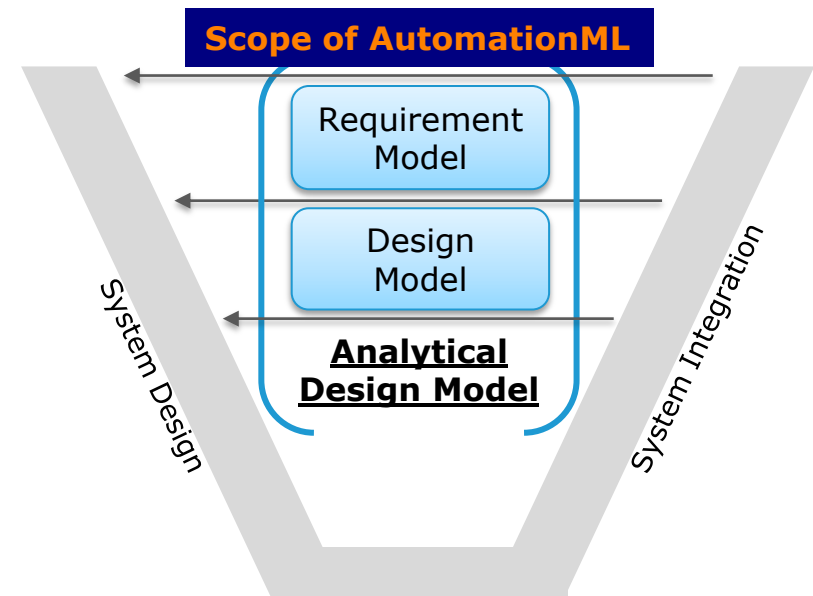 Scope of AutomationML
Requirement
Model
Design
Model
System Design
System Integration
Analytical
Design Model